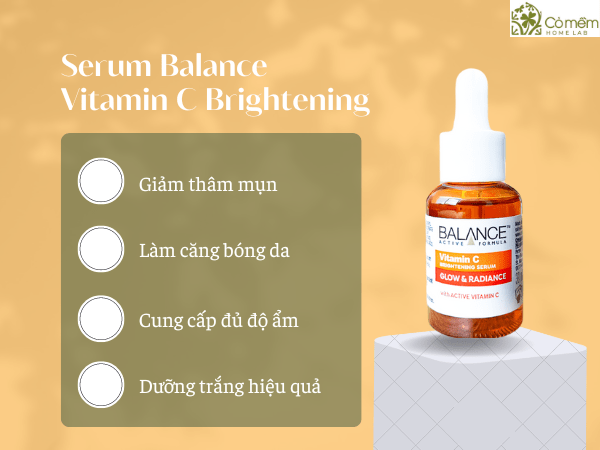 Cỏ mềm
HOME LAB
Serum Balance
Vitamin C Brightening
Giảm thâm mụn
Làm căng bóng da
Cung cấp đủ độ ẩm
Dưỡng trắng hiệu quả
BALANCE
ACTIVE FORMULA
Vitamin C
BRIGHTENING SERUM
GLOW & RADIANCE
WITH ACTIVE VITAMIN C